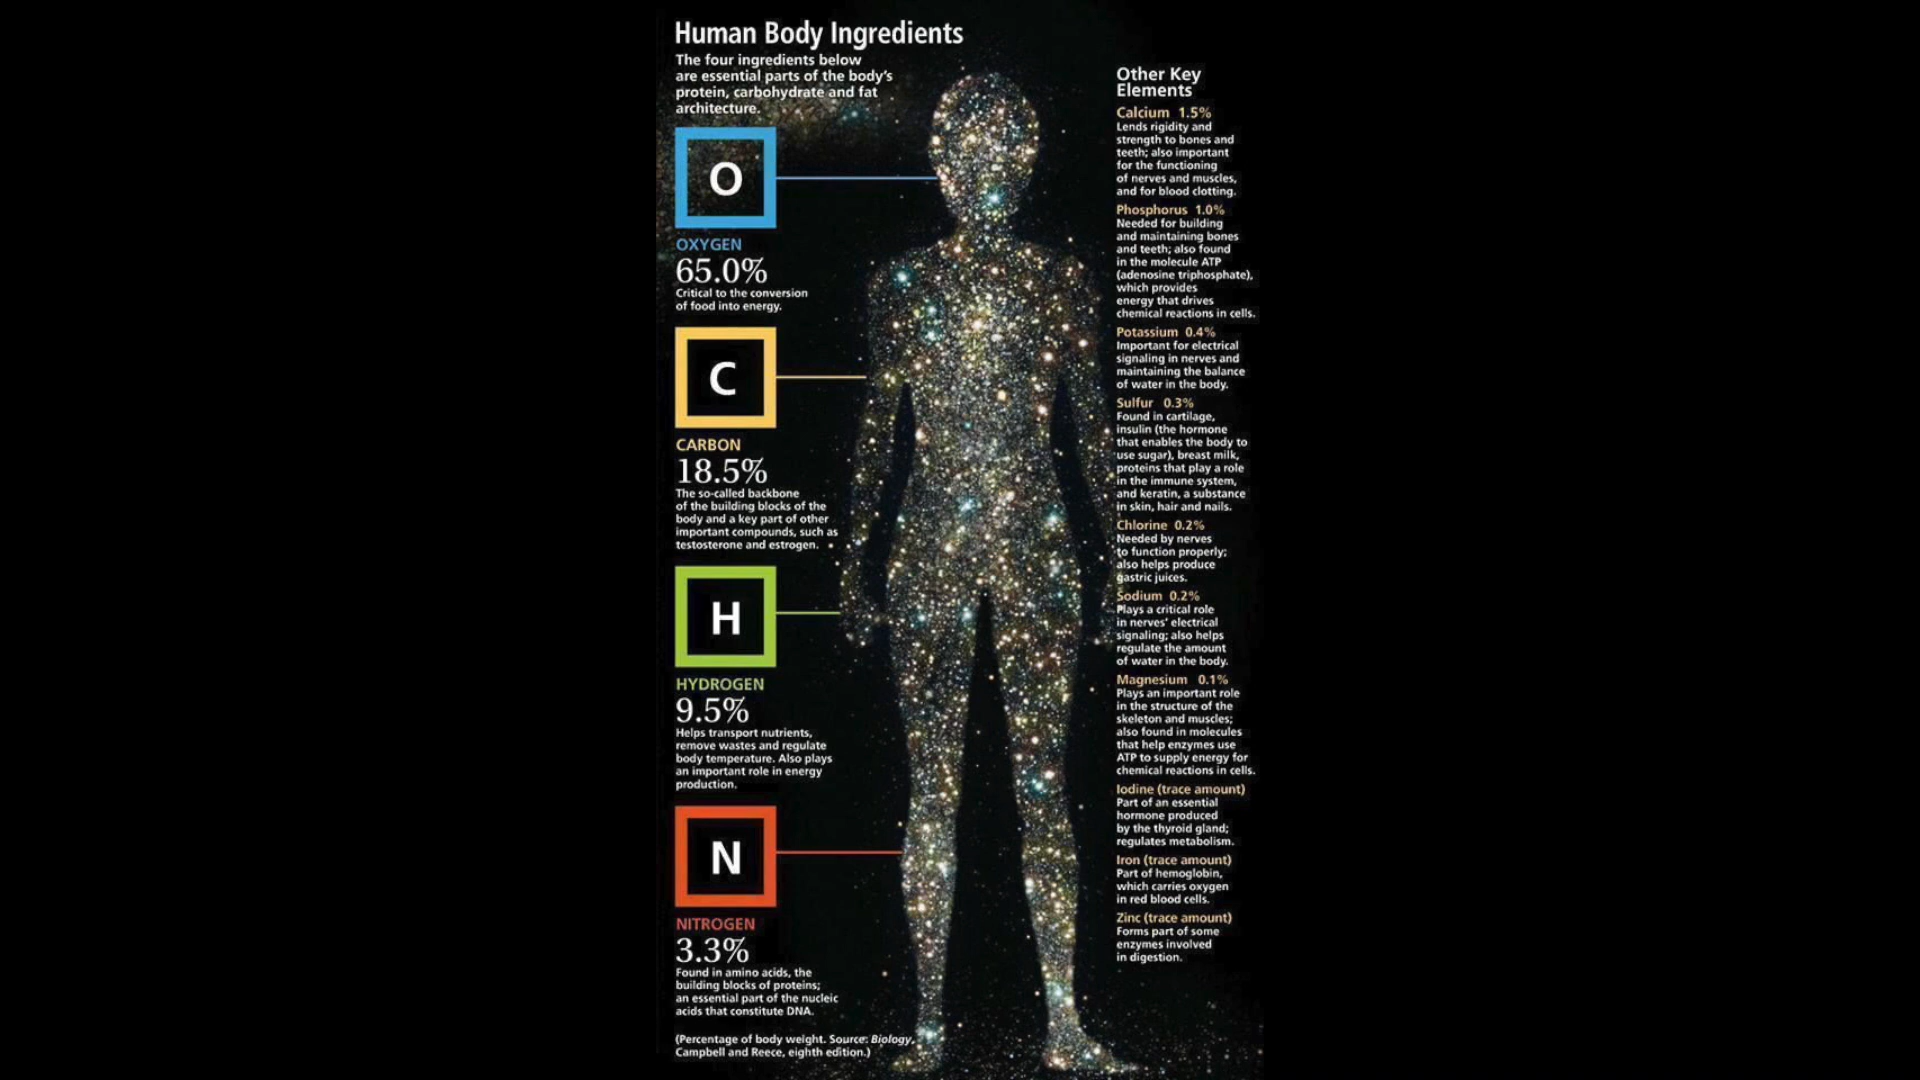 Human Body Ingredients
The four ingredients below
are essential parts of the body's
protein, carbohydrate and fat
architecture.
O
OXYGEN
65.0%
Critical to the conversion
of food into energy.
C
CARBON
18.5%
The so-called backbone
of the building blocks of the
body and a key part of other
important compounds, such as
testosterone and estrogen.
H
HYDROGEN
9.5%
Helps transport nutrients,
remove wastes and regulate
body temperature. Also plays
an important role in energy
production.
N
NITROGEN
3.3%
Found in amino acids, the
building blocks of proteins;
an essential part of the nucleic
acids that constitute DNA.
(Percentage of body weight. Source: Biology,
Campbell and Reece, eighth edition.)
Other Key
Elements
Calcium 1.5%
Lends rigidity and
strength to bones and
teeth; also important
for the functioning
of nerves and muscles,
and for blood clotting.
Phosphorus 1.0%
Needed for building
and maintaining bones
and teeth; also found
in the molecule ATP
(adenosine triphosphate),
which provides
energy that drives
chemical reactions in cells.
Potassium 0.4%
Important for electrical
signaling in nerves and
maintaining the balance
of water in the body.
Sulfur 0.3%
Found in cartilage,
insulin (the hormone
that enables the body to
use sugar), breast milk,
proteins that play a role
in the immune system,
and keratin, a substance
in skin, hair and nails.
Chlorine 0.2%
Needed by nerves
to function properly;
also helps produce
gastric juices.
Sodium 0.2%
Plays a critical role
in nerves' electrical
signaling; also helps
regulate the amount
of water in the body.
Magnesium 0.1%
Plays an important role
in the structure of the
skeleton and muscles;
also found in molecules
that help enzymes use
ATP to supply energy for
chemical reactions in cells.
Iodine (trace amount)
Part of an essential
hormone produced
by the thyroid gland;
regulates metabolism.
Iron (trace amount)
Part of hemoglobin,
which carries oxygen
in red blood cells.
Zinc (trace amount)
Forms part of some
enzymes involved
in digestion.